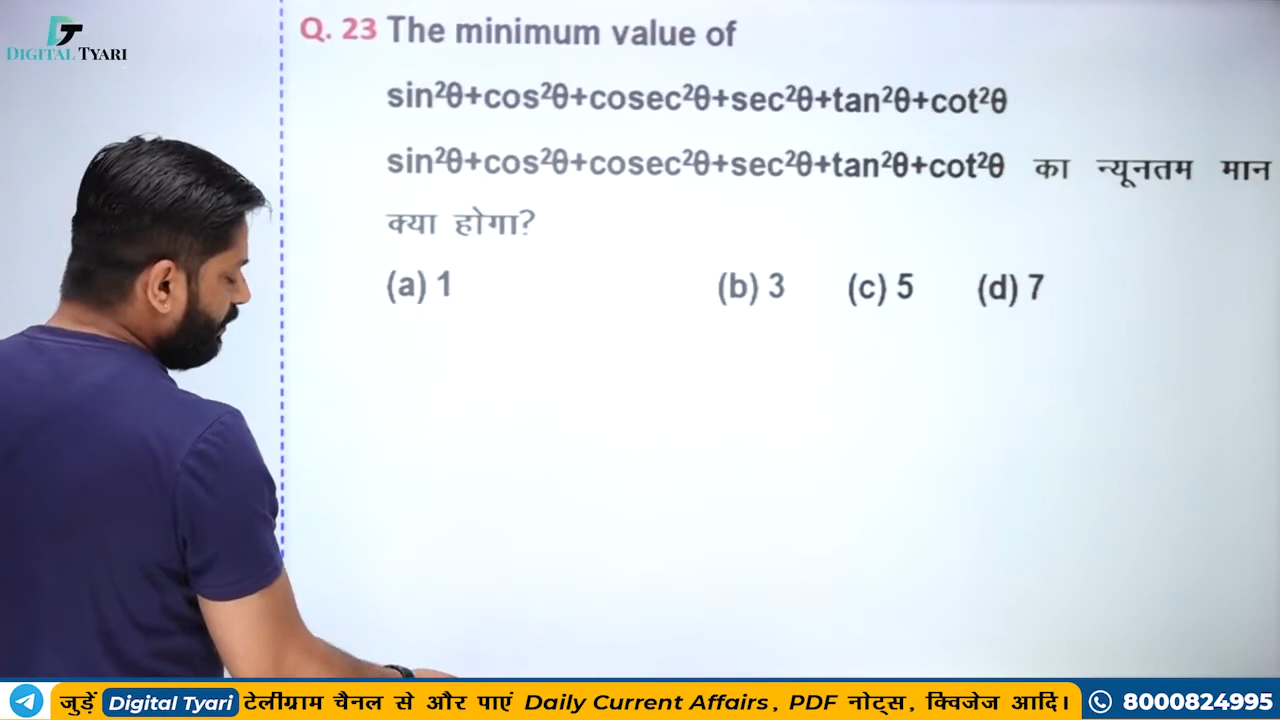 DT
DIGITAL TYARI
Q. 23 The minimum value of
sin²θ+cos²θ+cosec²θ+sec²θ+tan²θ+cot²θ
sin²θ+cos²θ+cosec²θ+sec²θ+tan²θ+cot²θ का न्यूनतम मान
क्या होगा?
(a) 1 (b) 3 (c) 5 (d) 7
जुड़ें Digital Tyari टेलीग्राम चैनल से और पाएं Daily Current Affairs, PDF नोट्स, क्विजेज आदि। 8000824995